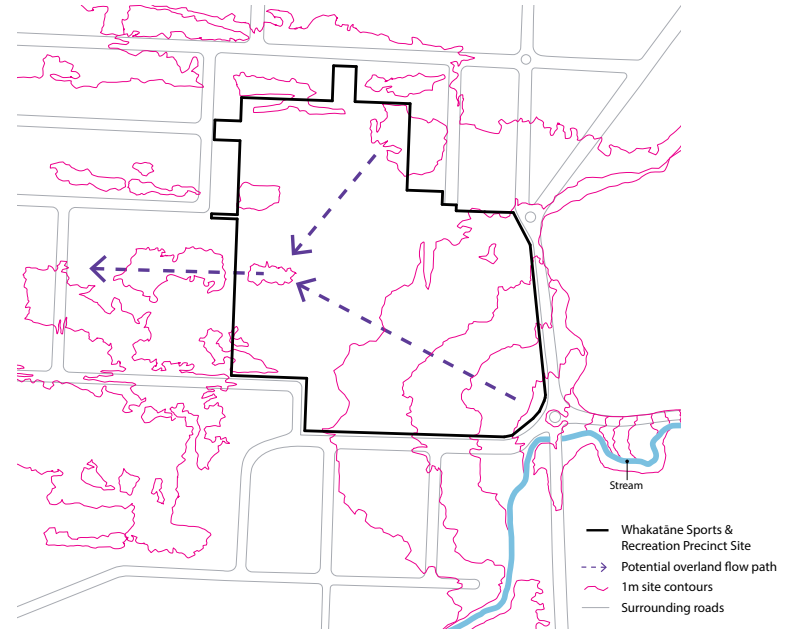 Stream
Whakatāne Sports &
Recreation Precinct Site
Potential overland flow path
1m site contours
Surrounding roads